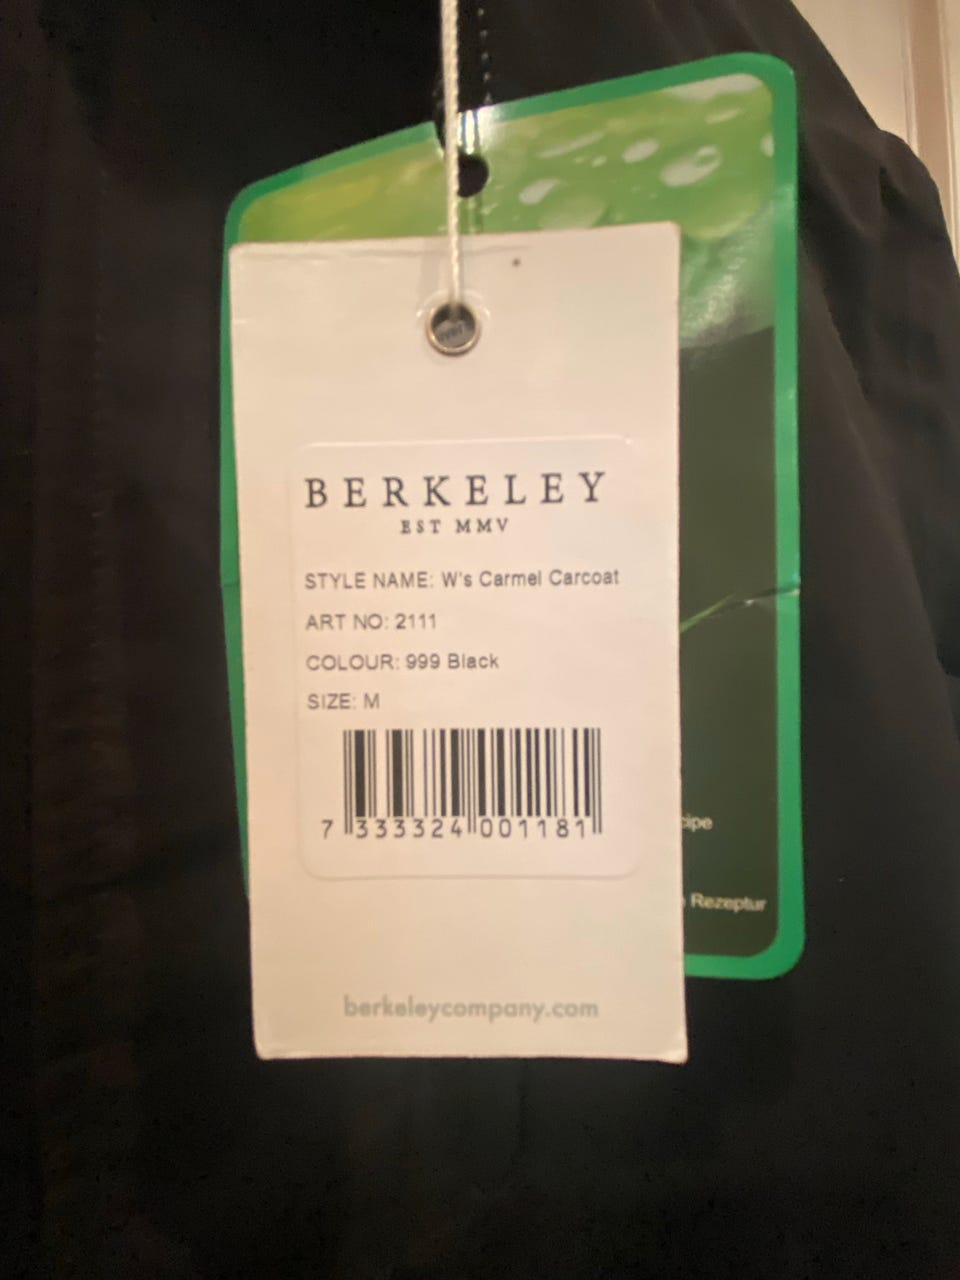 BERKELEY
EST MMV
STYLE NAME: W's Carmel Carcoat
ART NO: 2111
COLOUR: 999 Black
SIZE: M
7 333324 001181
cipe
Rezeptur
berkeleycompany.com